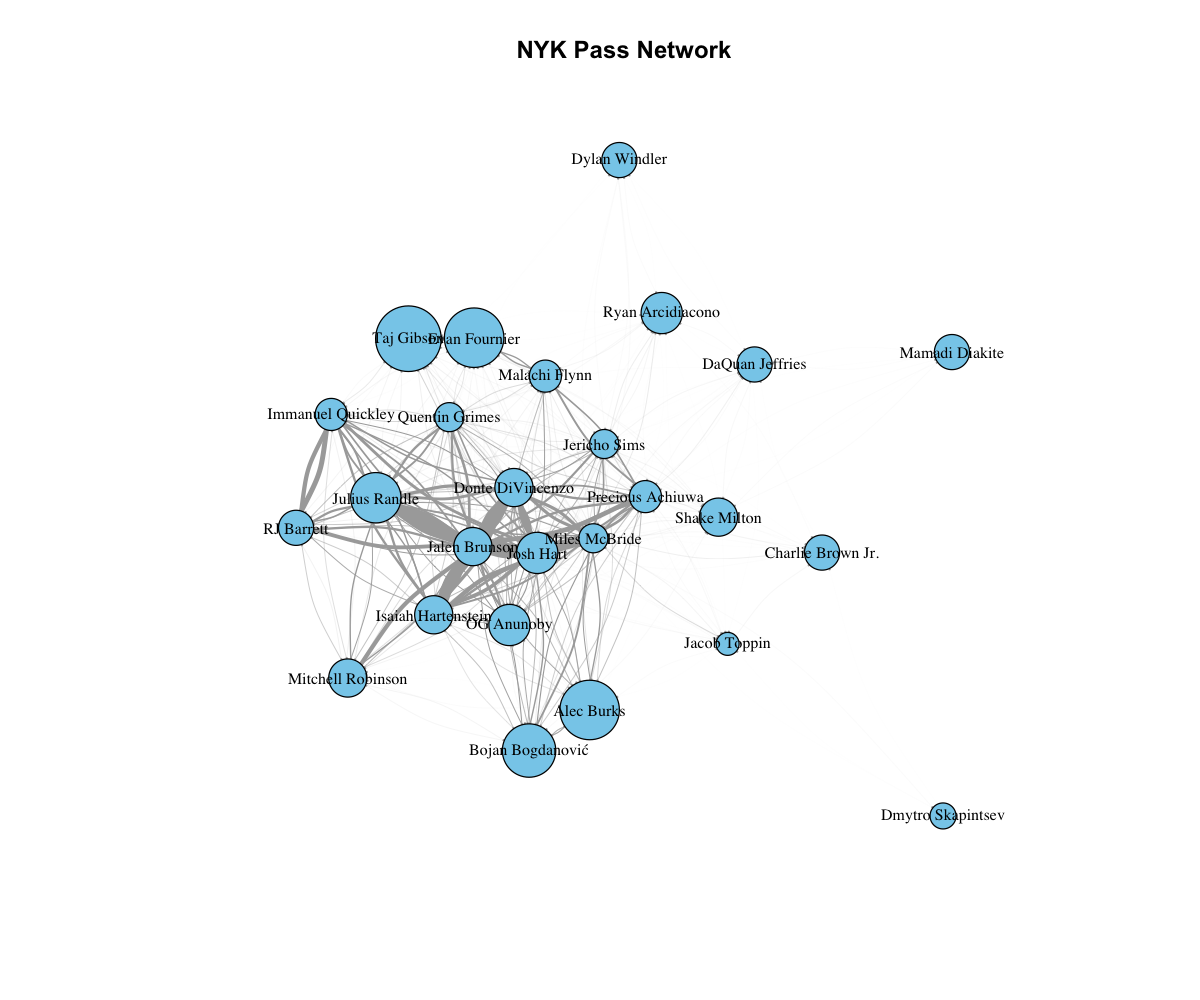 NYK Pass Network
Dylan Windler
Ryan Arcidiacono
Taj Gibson
Evan Fournier
Mamadi Diakite
DaQuan Jeffries
Malachi Flynn
Immanuel Quickley
Quentin Grimes
Jericho Sims
Donte DiVincenzo
Julius Randle
Precious Achiuwa
Shake Milton
RJ Barrett
Miles McBride
Jalen Brunson
Josh Hart
Charlie Brown Jr.
Isaiah Hartenstein
OG Anunoby
Jacob Toppin
Mitchell Robinson
Alec Burks
Bojan Bogdanović
Dmytro Skapintsev